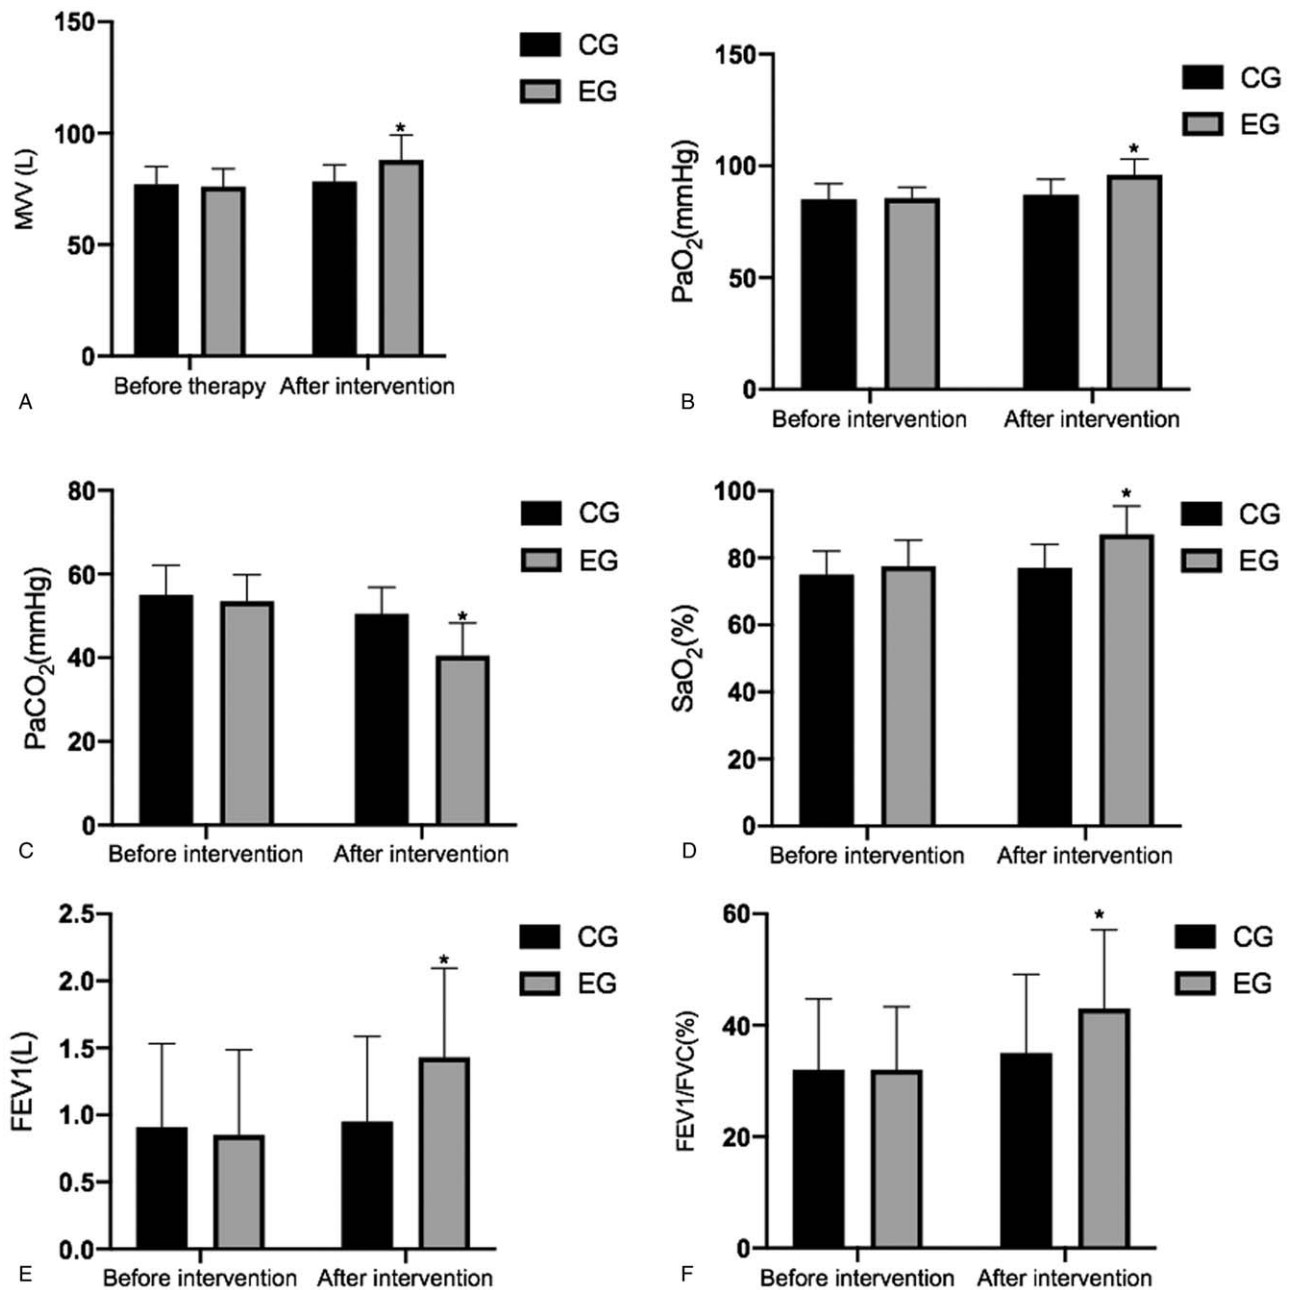 150
100
50
0
MVV (L)
*
CG
EG
Before therapy After intervention
A
150
100
50
0
PaO2(mmHg)
*
CG
EG
Before intervention After intervention
B
80
60
40
20
0
PaCO2(mmHg)
*
CG
EG
Before intervention After intervention
C
100
80
60
40
20
0
SaO2(%)
*
CG
EG
Before intervention After intervention
D
2.5
2.0
1.5
1.0
0.5
0.0
FEV1(L)
*
CG
EG
Before intervention After intervention
E
60
40
20
0
FEV1/FVC(%)
*
CG
EG
Before intervention After intervention
F